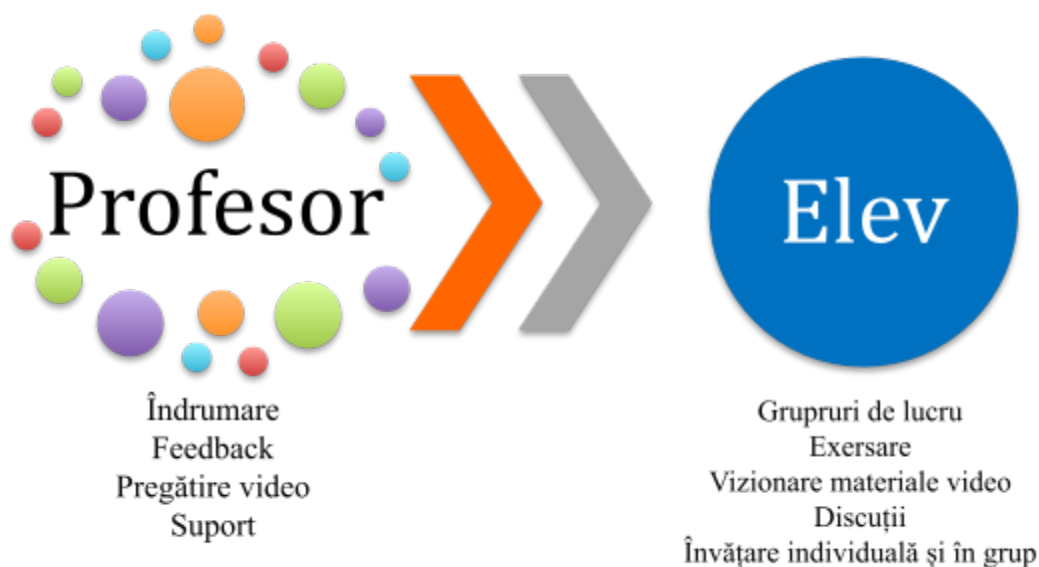 Profesor
Îndrumare
Feedback
Pregătire video
Suport
Elev
Grupruri de lucru
Exersare
Vizionare materiale video
Discuții
Învățare individuală și în grup